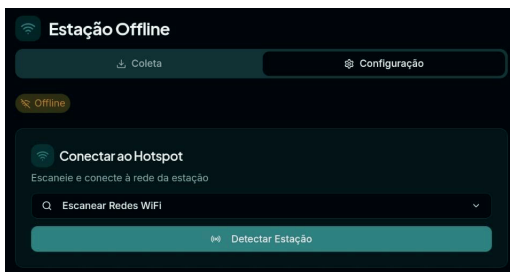 Estação Offline
Coleta
Configuração
Offline
Conectar ao Hotspot
Escaneie e conecte à rede da estação
Escanear Redes WiFi
Detectar Estação